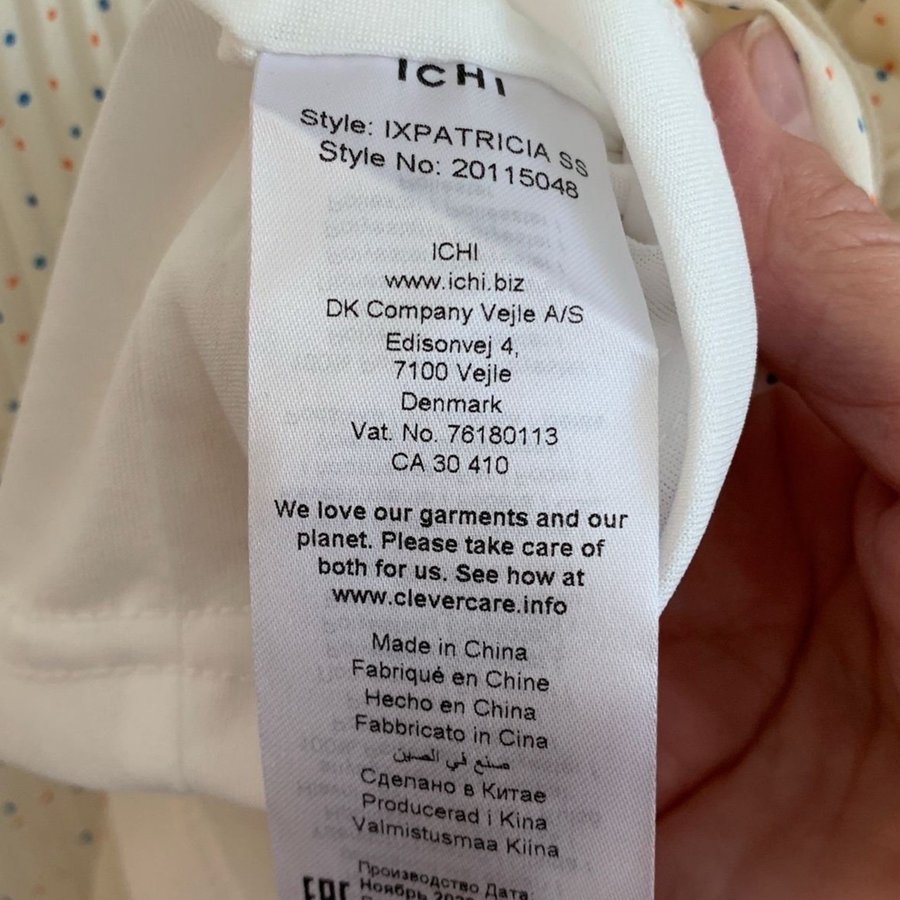 ICHI
Style: IXPATRICIA SS
Style No: 20115048
ICHI
www.ichi.biz
DK Company Vejle A/S
Edisonvej 4,
7100 Vejle
Denmark
Vat. No. 76180113
CA 30 410
We love our garments and our
planet. Please take care of
both for us. See how at
www.clevercare.info
Made in China
Fabriqué en Chine
Hecho en China
Fabbricato in Cina
صنع في الصين
Сделано в Китае
Producerad i Kina
Valmistusmaa Kiina
Производство Дата:
EAC Ноябрь